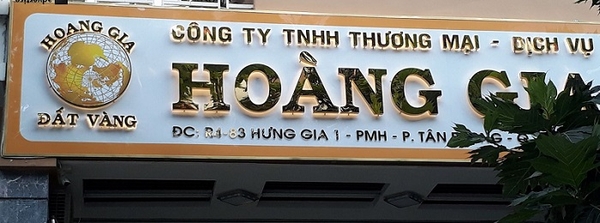 HOANG GIA
ĐẤT VÀNG
CÔNG TY TNHH THƯƠNG MẠI - DỊCH VỤ
HOÀNG GIA
ĐC: R4-83 HƯNG GIA 1 - PMH - P. TÂN